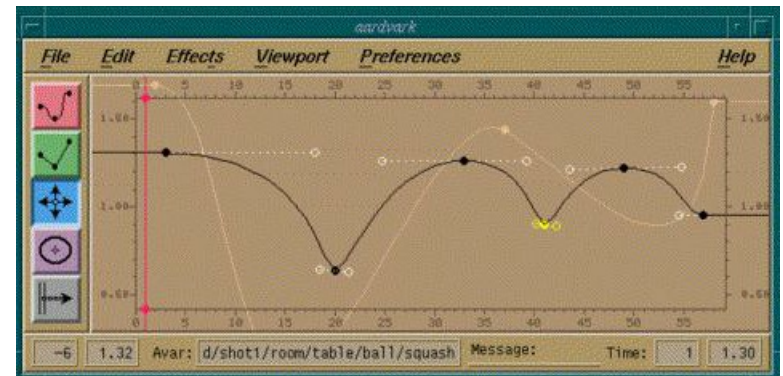 aardvark
File Edit Effects Viewport Preferences Help
0 5 10 15 20 25 30 35 40 45 50 55
1.50 1.50
1.00 1.00
0.50 0.50
0 5 10 15 20 25 30 35 40 45 50 55
-6 1.32 Avar: d/shot1/room/table/ball/squash Message: Time: 1 1.30